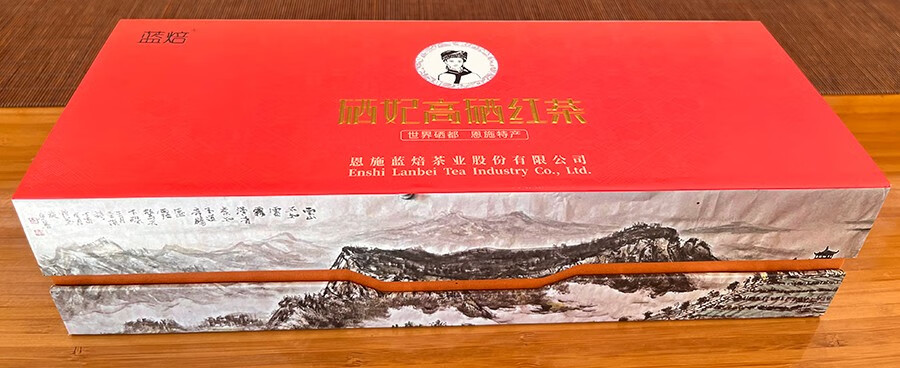 蓝焙
硒妃高硒红茶
世界硒都 恩施特产
恩施蓝焙茶业股份有限公司
Enshi Lanbei Tea Industry Co., Ltd.